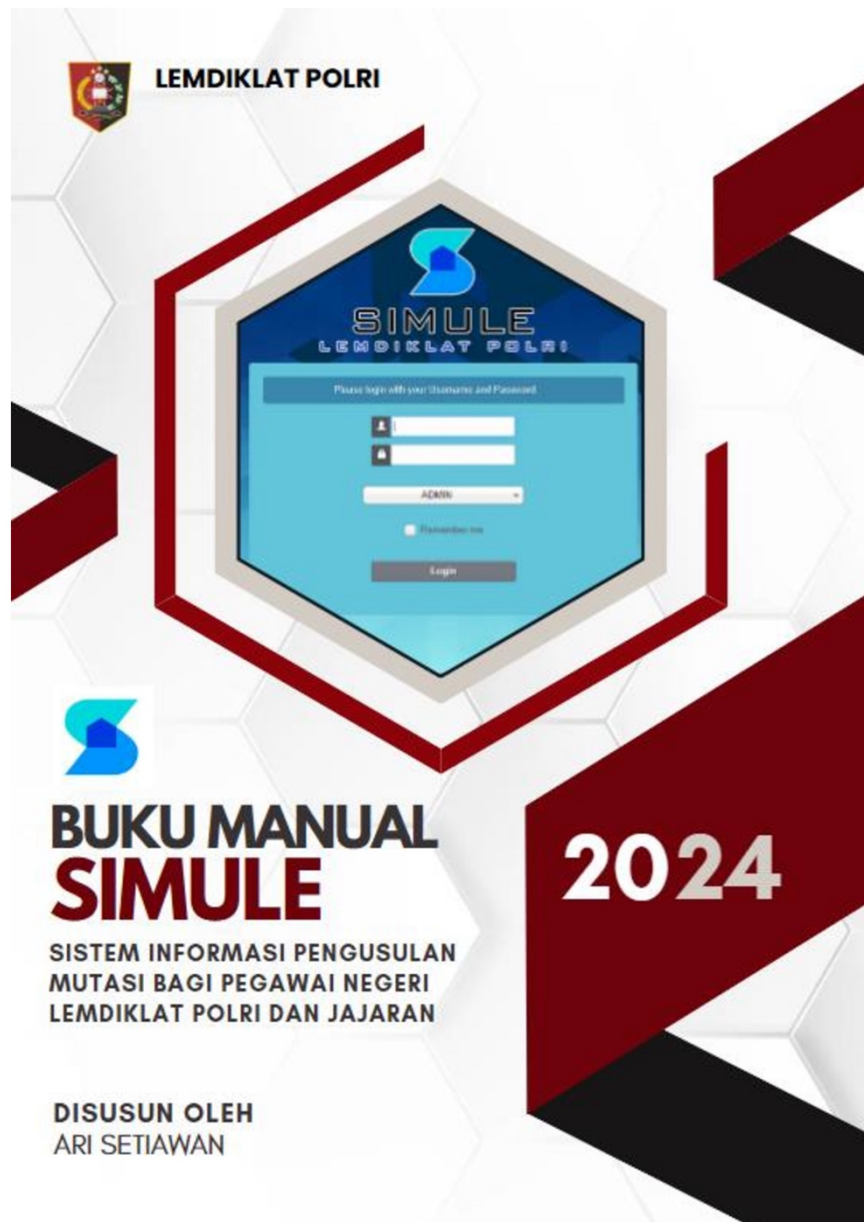 LEMDIKLAT POLRI
SIMULE
LEMDIKLAT POLRI
Please login with your Username and Password
ADMIN
Remember me
Login
BUKU MANUAL
SIMULE
2024
SISTEM INFORMASI PENGUSULAN
MUTASI BAGI PEGAWAI NEGERI
LEMDIKLAT POLRI DAN JAJARAN
DISUSUN OLEH
ARI SETIAWAN